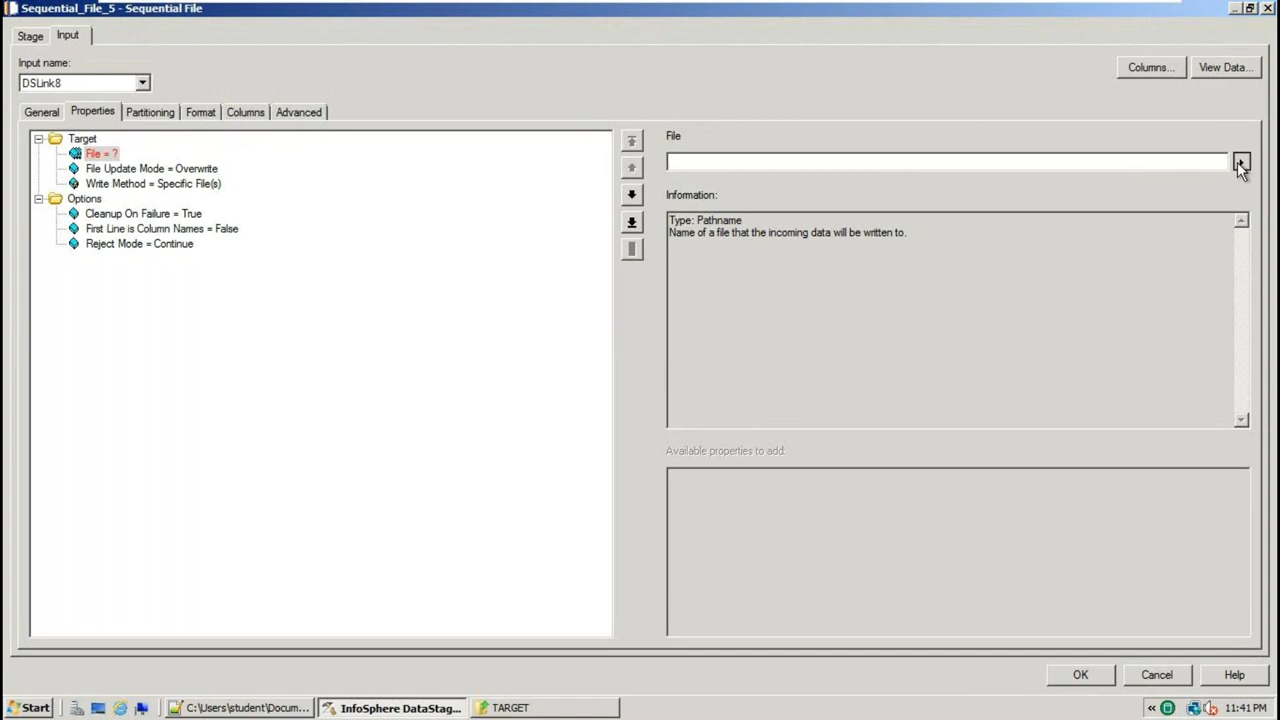 Sequential_File_5 - Sequential File
Stage Input
Input name:
DSLink8
Columns... View Data...
General Properties Partitioning Format Columns Advanced
Target
File = ?
File Update Mode = Overwrite
Write Method = Specific File(s)
Options
Cleanup On Failure = True
First Line is Column Names = False
Reject Mode = Continue
File
Information:
Type: Pathname
Name of a file that the incoming data will be written to.
Available properties to add:
OK Cancel Help
Start C:\Users\student\Docum... InfoSphere DataStag... TARGET « 11:41 PM